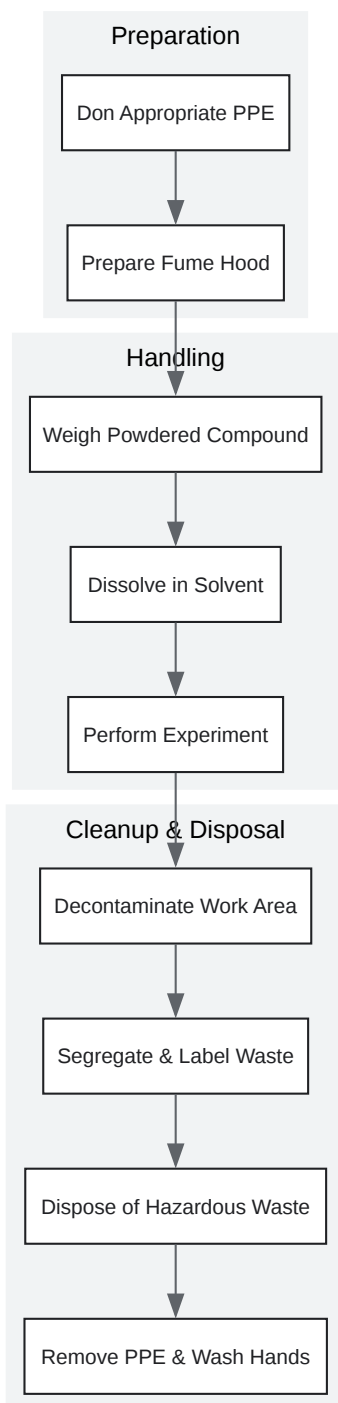 Preparation
Don Appropriate PPE
Prepare Fume Hood
Handling
Weigh Powdered Compound
Dissolve in Solvent
Perform Experiment
Cleanup & Disposal
Decontaminate Work Area
Segregate & Label Waste
Dispose of Hazardous Waste
Remove PPE & Wash Hands